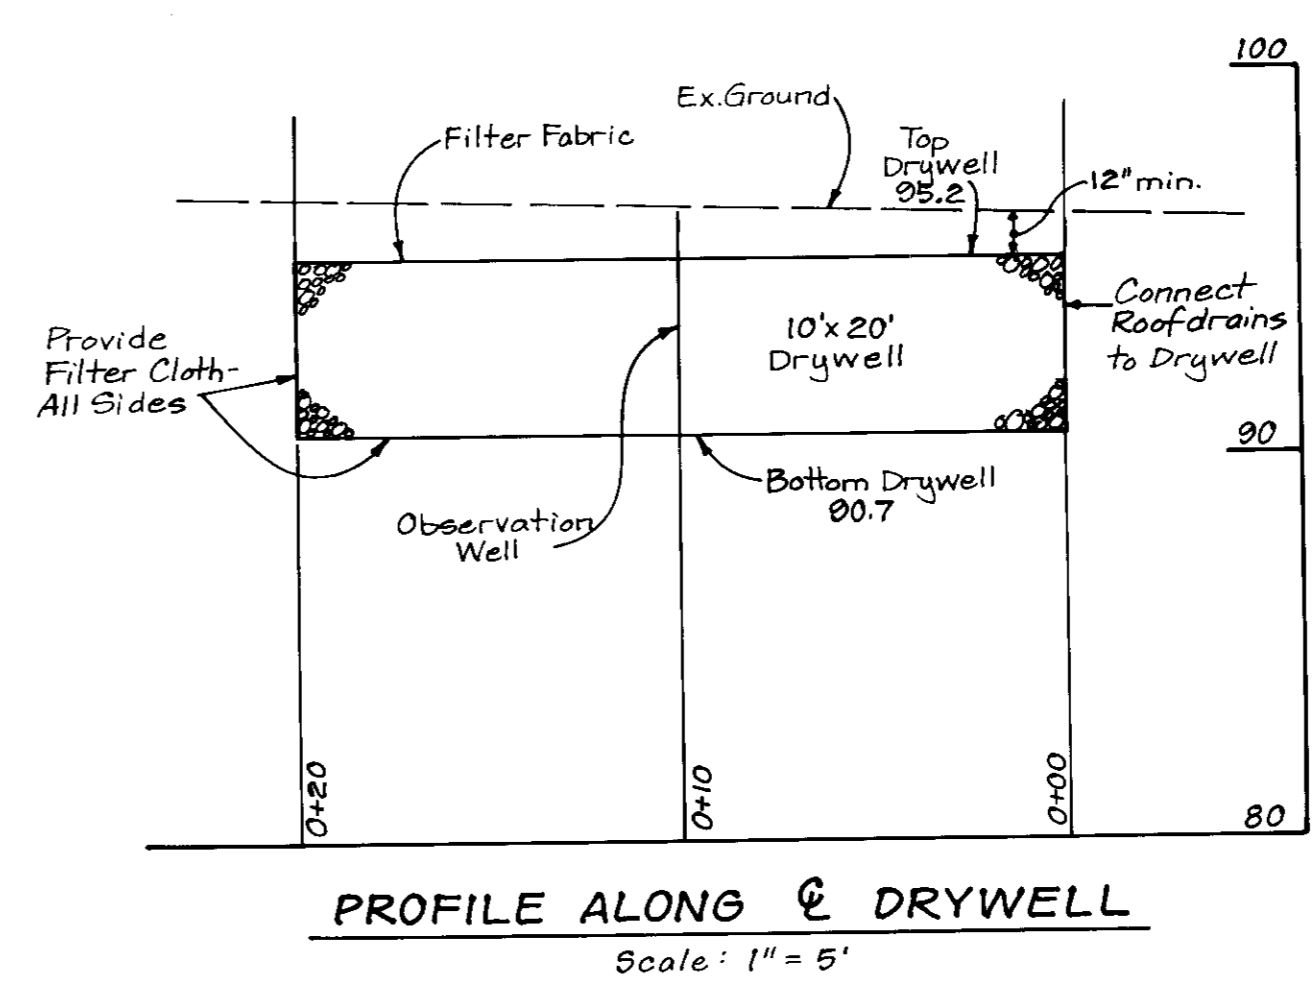 100
Ex.Ground
Filter Fabric
Top
Drywell
95.2
12" min.
Connect
Roofdrains
to Drywell
10'x 20'
Drywell
Provide
Filter Cloth-
All Sides
90
Bottom Drywell
90.7
Observation
Well
0+20
0+10
0+00
80
PROFILE ALONG ℄ DRYWELL
Scale: 1" = 5'